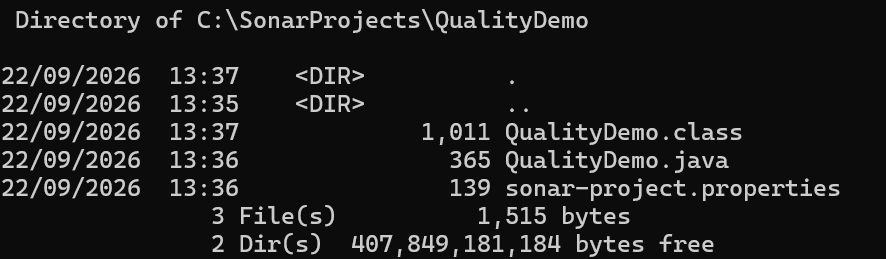 Directory of C:\SonarProjects\QualityDemo
22/09/2026  13:37    <DIR>          .
22/09/2026  13:35    <DIR>          ..
22/09/2026  13:37             1,011 QualityDemo.class
22/09/2026  13:36               365 QualityDemo.java
22/09/2026  13:36               139 sonar-project.properties
               3 File(s)          1,515 bytes
               2 Dir(s)  407,849,181,184 bytes free